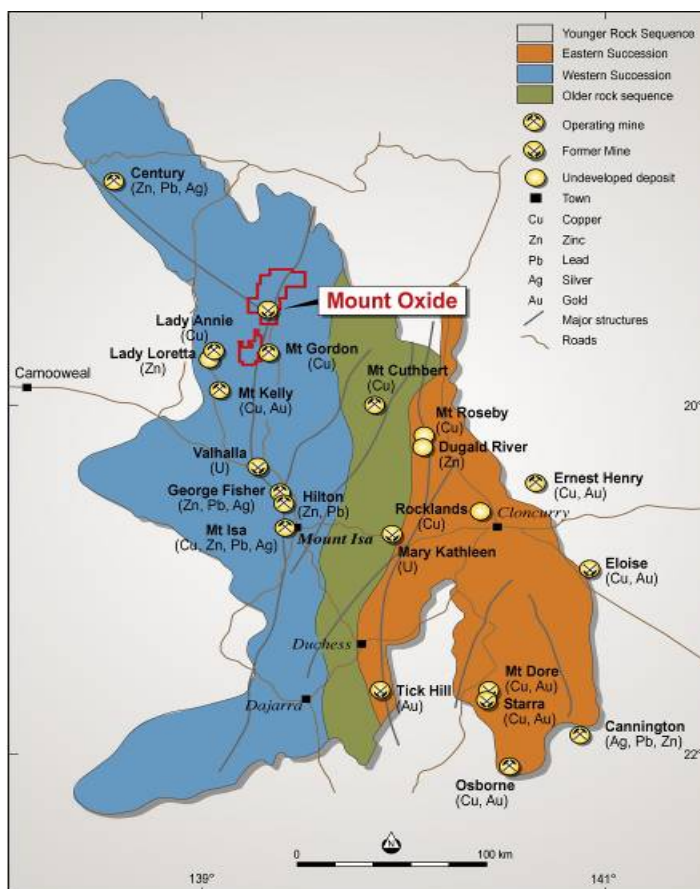 Younger Rock Sequence
Eastern Succession
Western Succession
Older rock sequence
Operating mine
Former Mine
Undeveloped deposit
Town
Cu Copper
Zn Zinc
Pb Lead
Ag Silver
Au Gold
Major structures
Roads
Century
(Zn, Pb, Ag)
Mount Oxide
Lady Annie
(Cu)
Lady Loretta
(Zn)
Mt Gordon
(Cu)
Camooweal
Mt Kelly
(Cu, Au)
Mt Cuthbert
(Cu)
20°
Mt Roseby
(Cu)
Dugald River
(Zn)
Valhalla
(U)
George Fisher
(Zn, Pb, Ag)
Hilton
(Zn, Pb)
Ernest Henry
(Cu, Au)
Rocklands
(Cu)
Cloncurry
Mt Isa
(Cu, Zn, Pb, Ag)
Mount Isa
Mary Kathleen
(U)
Eloise
(Cu, Au)
Duchess
Dajarra
Tick Hill
(Au)
Mt Dore
(Cu, Au)
Starra
(Cu, Au)
Cannington
(Ag, Pb, Zn)
22°
Osborne
(Cu, Au)
N
0 100 km
139° 141°